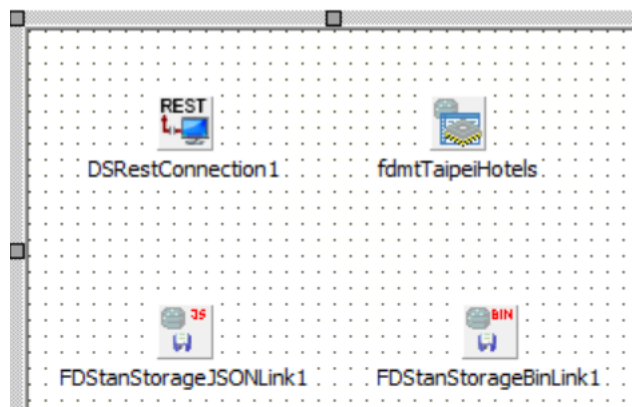 REST
DSRestConnection1
fdmtTaipeiHotels
JS
FDStanStorageJSONLink1
BIN
FDStanStorageBinLink1